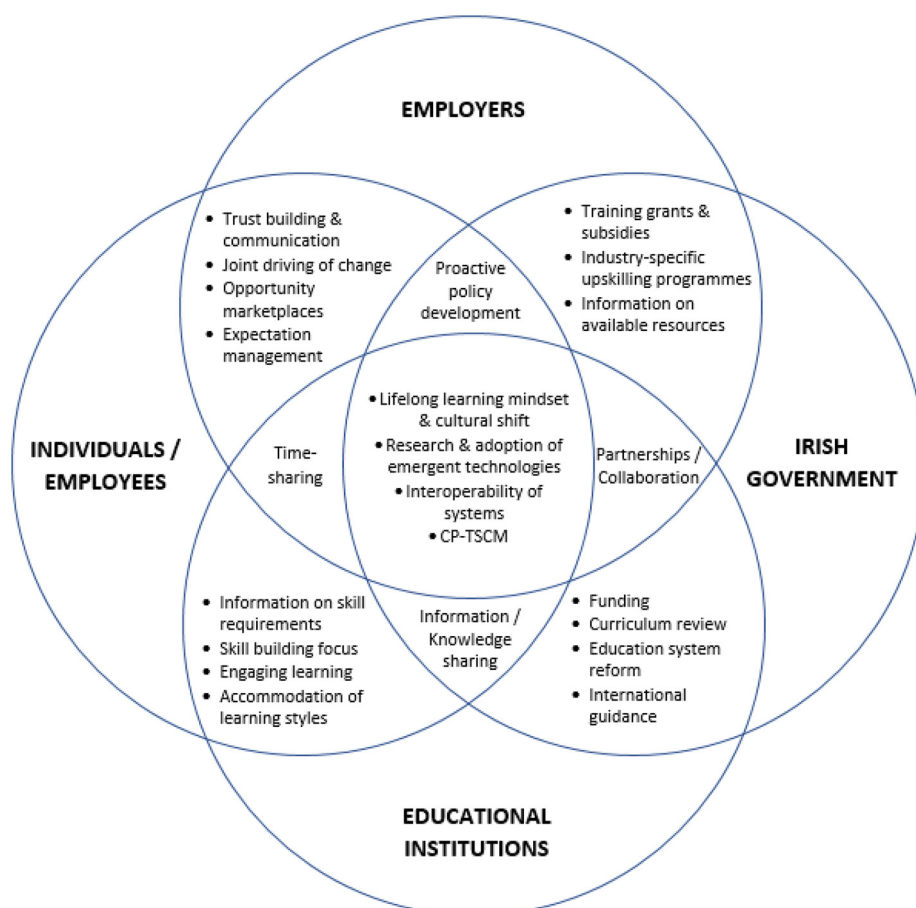 EMPLOYERS
• Trust building &
communication
• Joint driving of change
• Opportunity
marketplaces
• Expectation
management
Proactive
policy
development
• Training grants &
subsidies
• Industry-specific
upskilling programmes
• Information on
available resources
INDIVIDUALS /
EMPLOYEES
Time-
sharing
• Lifelong learning mindset
& cultural shift
• Research & adoption of
emergent technologies
• Interoperability of
systems
• CP-TSCM
Partnerships /
Collaboration
IRISH
GOVERNMENT
• Information on skill
requirements
• Skill building focus
• Engaging learning
• Accommodation of
learning styles
Information /
Knowledge
sharing
• Funding
• Curriculum review
• Education system
reform
• International
guidance
EDUCATIONAL
INSTITUTIONS